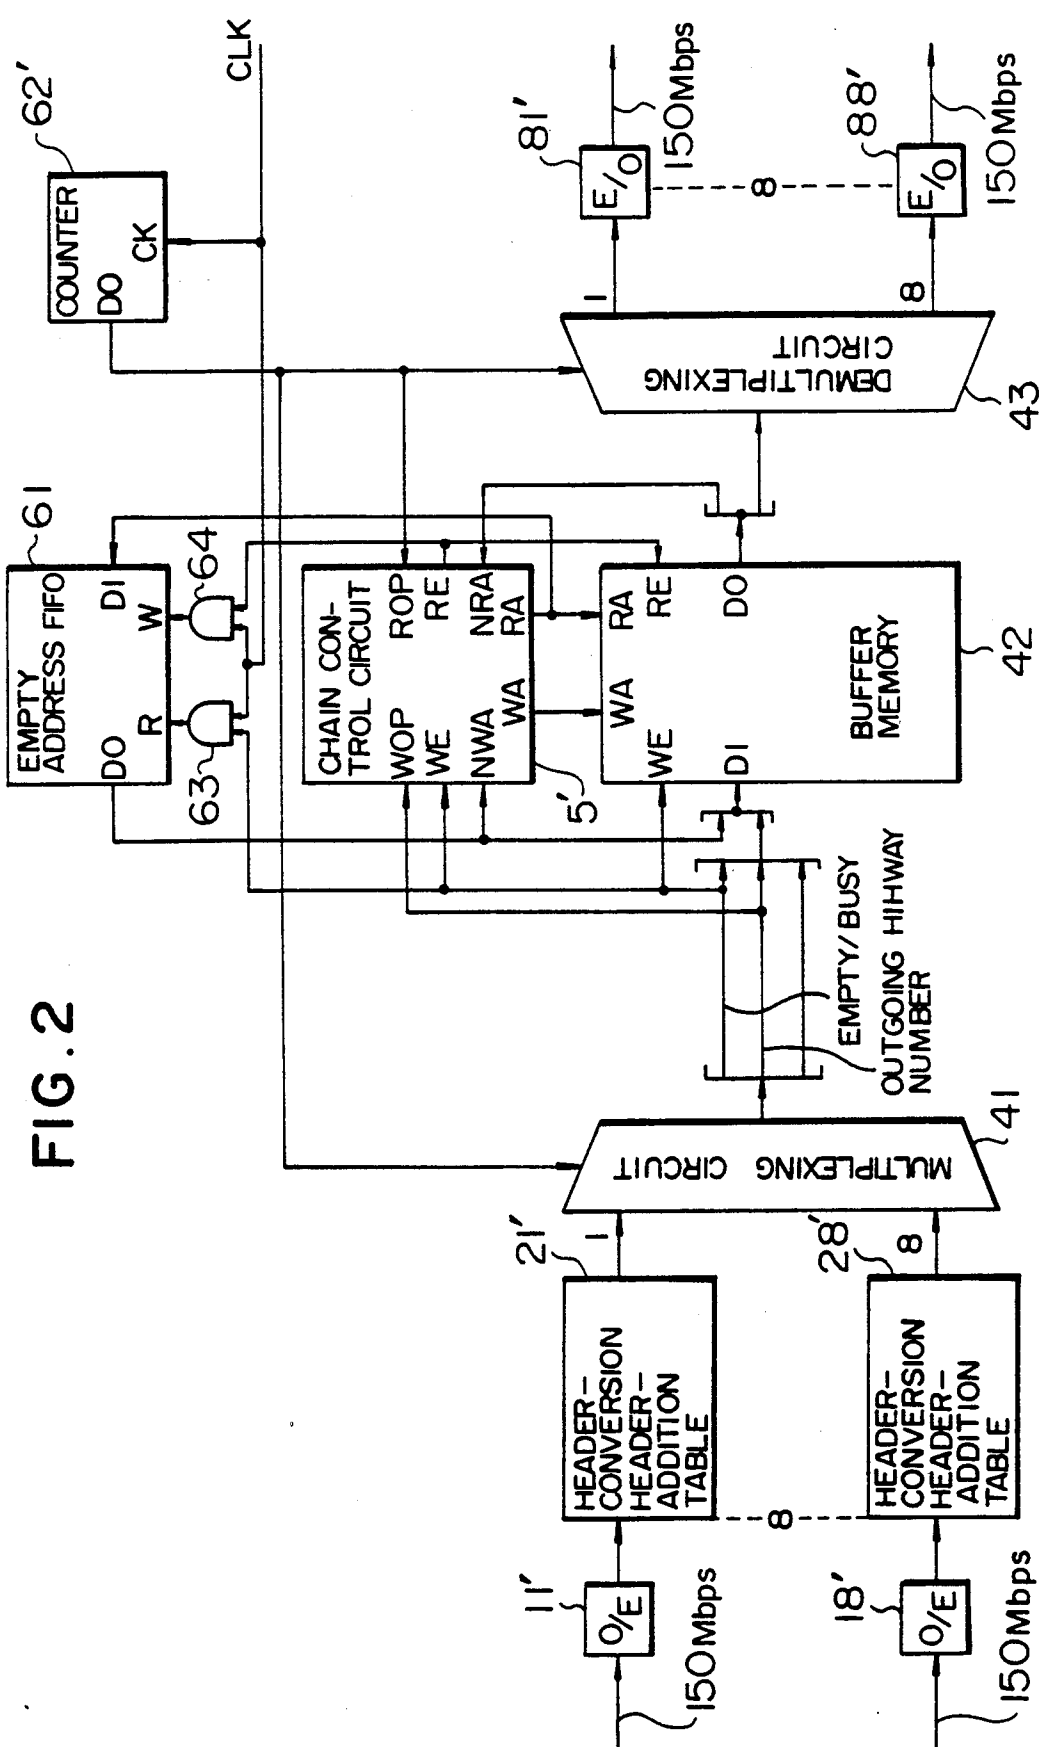 FIG. 2
EMPTY
ADDRESS FIFO
DO
DI
R
W
61
63
64
COUNTER
DO
CK
62'
CLK
CHAIN CON-
TROL CIRCUIT
WOP
ROP
WE
RE
NWA
NRA
WA
RA
5'
WA
RA
WE
RE
DI
DO
BUFFER
MEMORY
42
O/E
11'
150Mbps
HEADER-
CONVERSION
HEADER-
ADDITION
TABLE
21'
1
8
O/E
18'
150Mbps
HEADER-
CONVERSION
HEADER-
ADDITION
TABLE
28'
8
MULTIPLEXING
CIRCUIT
41
EMPTY/BUSY
OUTGOING HIHWAY
NUMBER
DEMULTIPLEXING
CIRCUIT
43
1
E/O
81'
150Mbps
8
8
E/O
88'
150Mbps